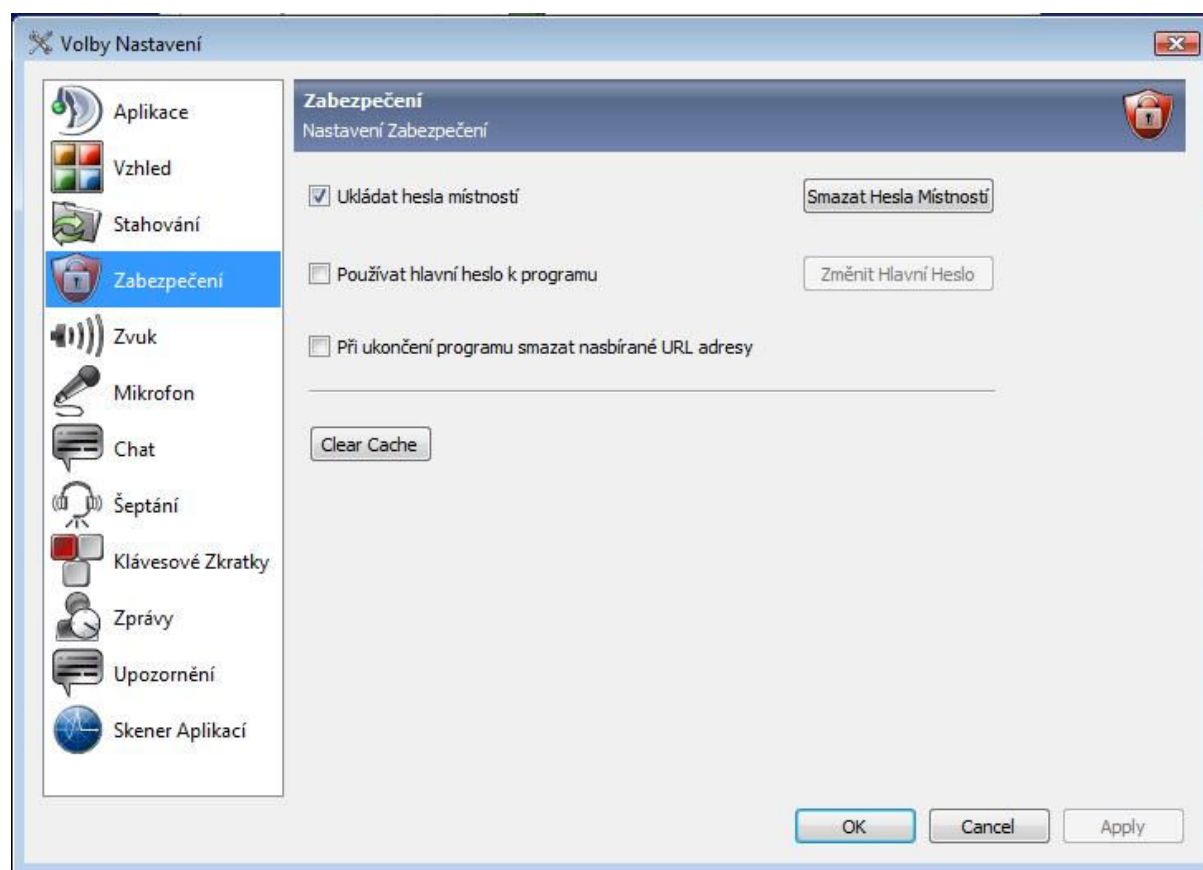 Volby Nastavení
Aplikace
Vzhled
Stahování
Zabezpečení
Zvuk
Mikrofon
Chat
Šeptání
Klávesové Zkratky
Zprávy
Upozornění
Skener Aplikací
Zabezpečení
Nastavení Zabezpečení
Ukládat hesla místností
Smazat Hesla Místností
Používat hlavní heslo k programu
Změnit Hlavní Heslo
Při ukončení programu smazat nasbírané URL adresy
Clear Cache
OK
Cancel
Apply